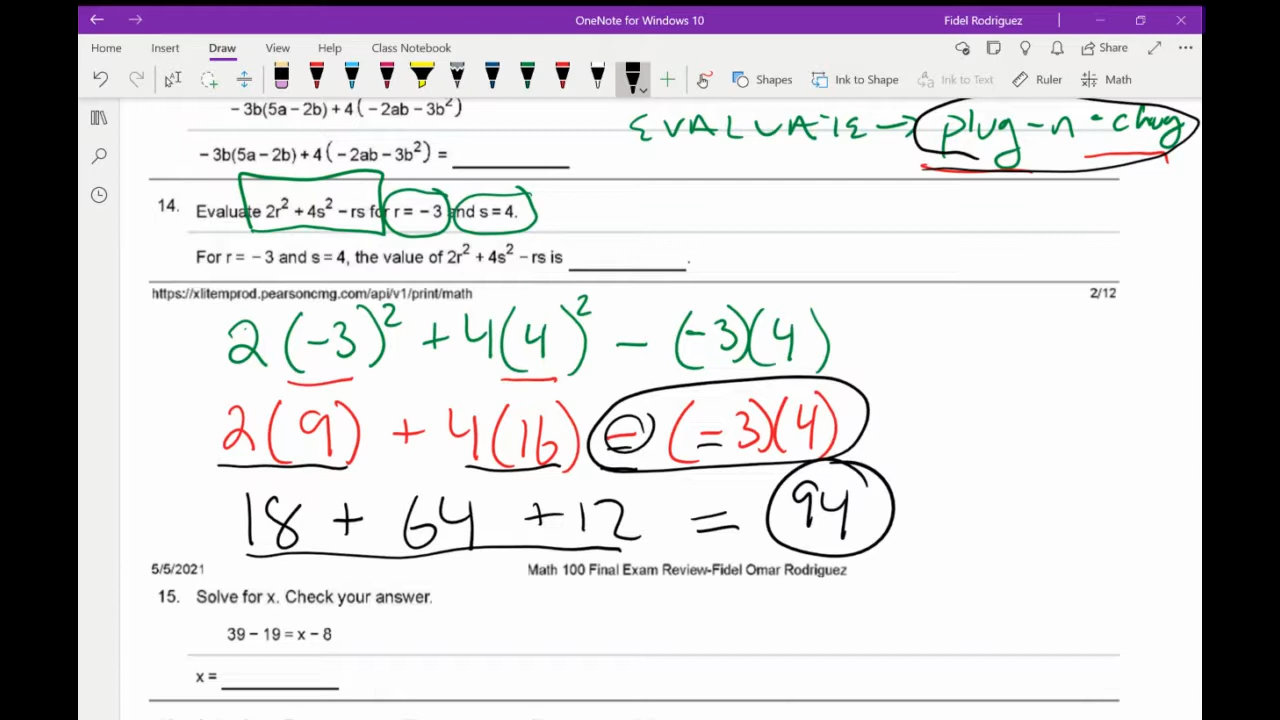 OneNote for Windows 10
Fidel Rodriguez
Home Insert Draw View Help Class Notebook
Share
Shapes Ink to Shape Ink to Text Ruler Math
- 3b(5a - 2b) + 4(- 2ab - 3b²)
EVALUATE → plug-n-chug
- 3b(5a - 2b) + 4(- 2ab - 3b²) = ________
14. Evaluate 2r² + 4s² - rs for r = - 3 and s = 4.
For r = - 3 and s = 4, the value of 2r² + 4s² - rs is ________.
https://xlitemprod.pearsoncmg.com/api/v1/print/math
2/12
2(-3)² + 4(4)² - (-3)(4)
2(9) + 4(16) - (-3)(4)
18 + 64 +12 = 94
5/5/2021
Math 100 Final Exam Review-Fidel Omar Rodriguez
15. Solve for x. Check your answer.
39 - 19 = x - 8
x = ________